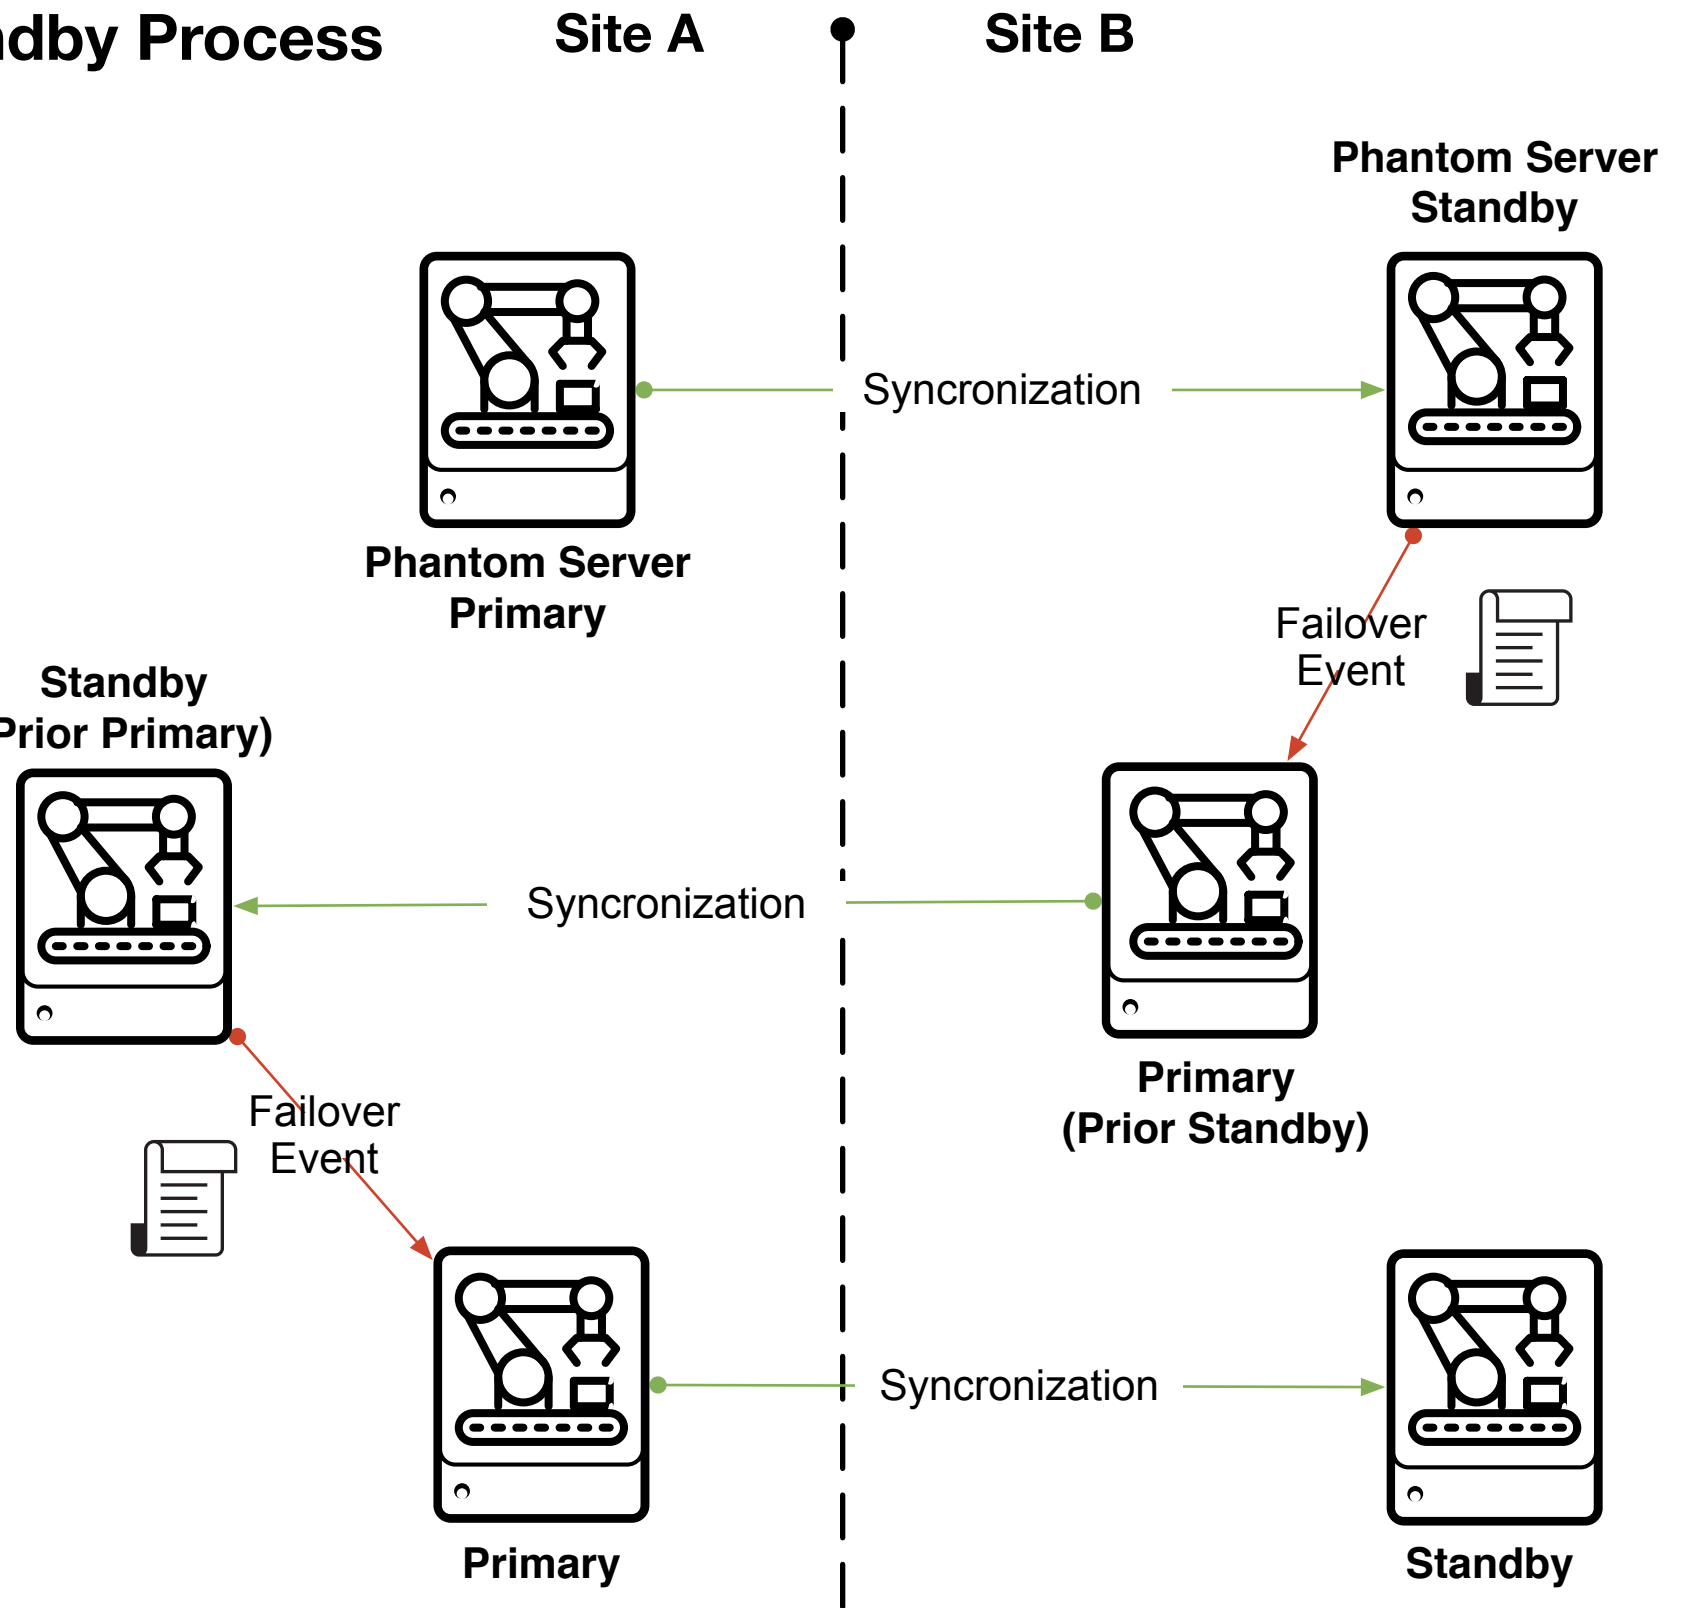 ndby Process
Site A
Site B
Phantom Server
Standby
Syncronization
Phantom Server
Primary
Failover
Event
Standby
Prior Primary)
Syncronization
Primary
(Prior Standby)
Failover
Event
Syncronization
Primary
Standby